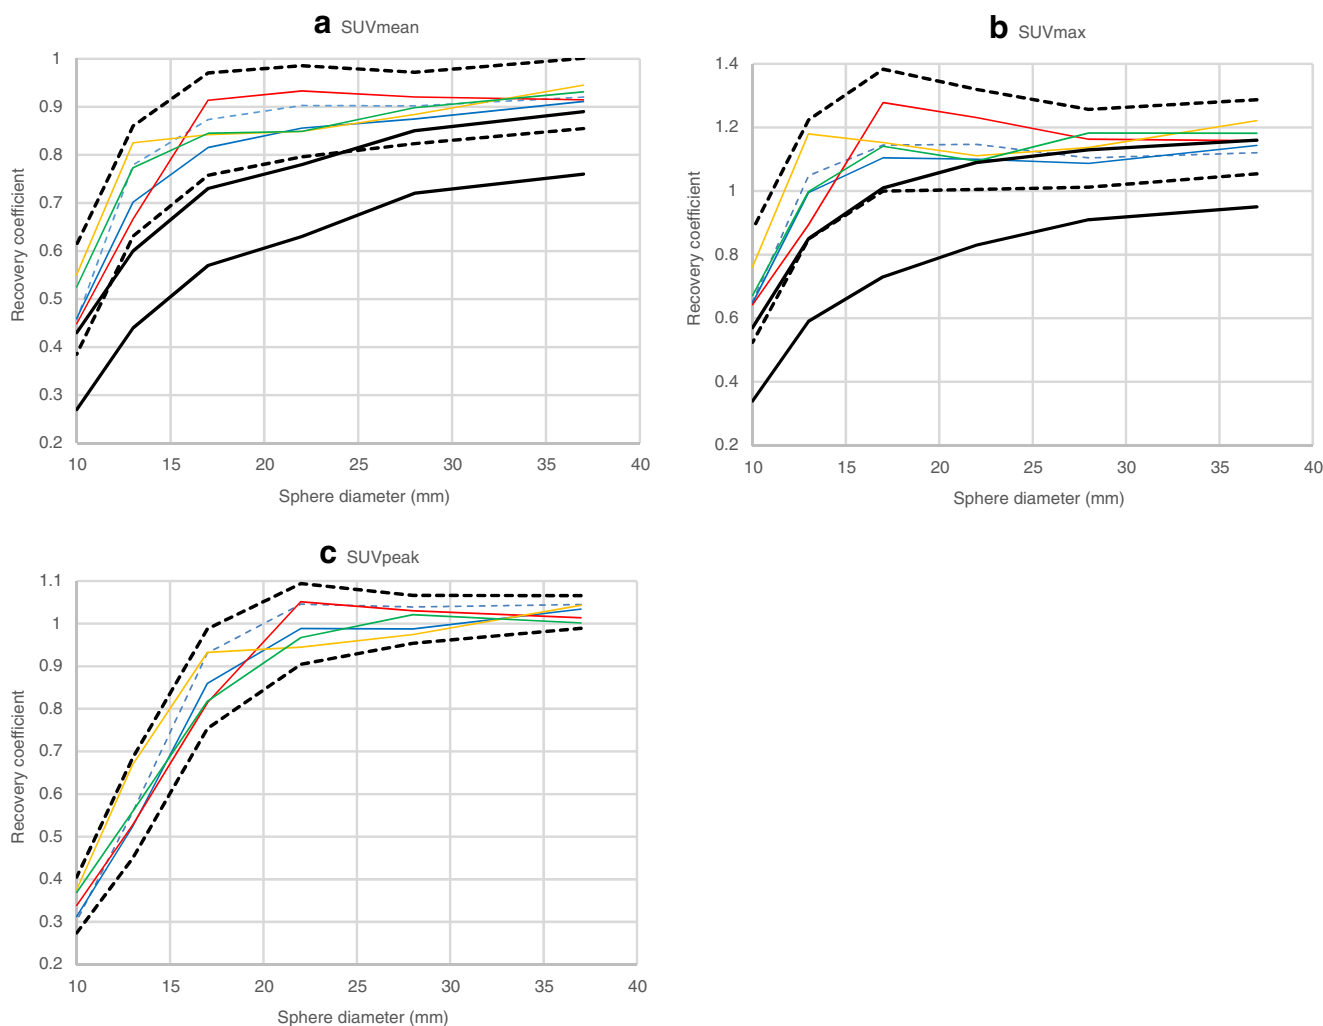 a SUVmean
1
0.9
0.8
0.7
0.6
0.5
0.4
0.3
0.2
Recovery coefficient
10 15 20 25 30 35 40
Sphere diameter (mm)
b SUVmax
1.4
1.2
1
0.8
0.6
0.4
0.2
Recovery coefficient
10 15 20 25 30 35 40
Sphere diameter (mm)
c SUVpeak
1.1
1
0.9
0.8
0.7
0.6
0.5
0.4
0.3
0.2
Recovery coefficient
10 15 20 25 30 35 40
Sphere diameter (mm)